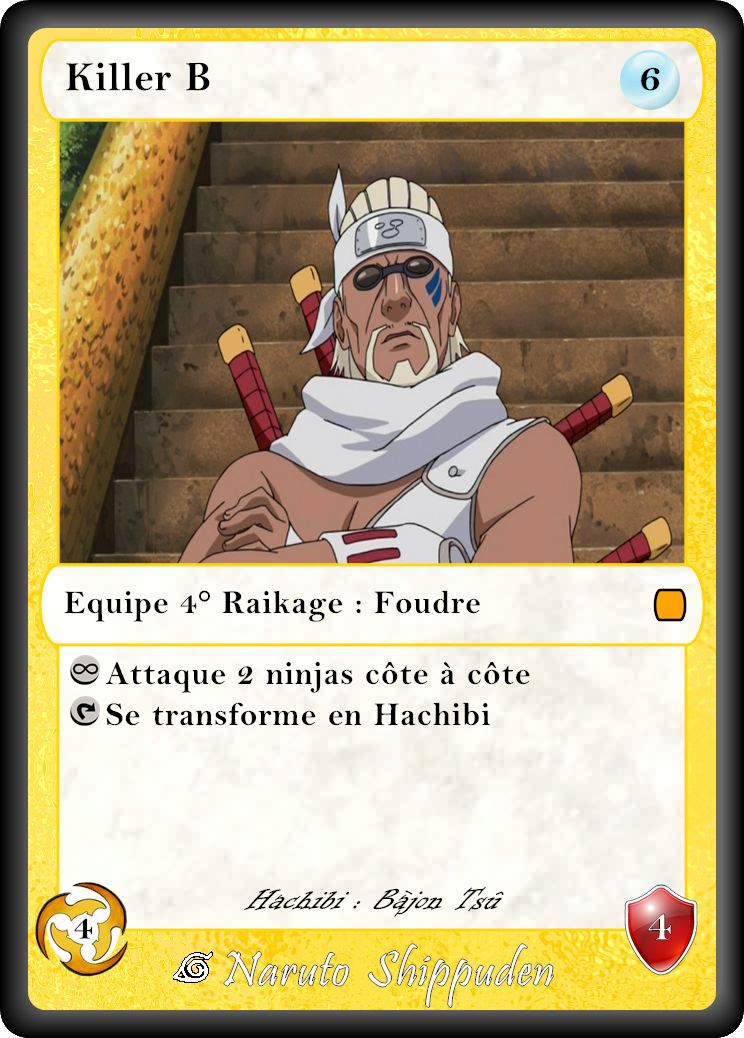 Killer B
6
Equipe 4° Raikage : Foudre
∞ Attaque 2 ninjas côte à côte
Se transforme en Hachibi
Hachibi : Bàjon Tsû
4
4
Naruto Shippuden